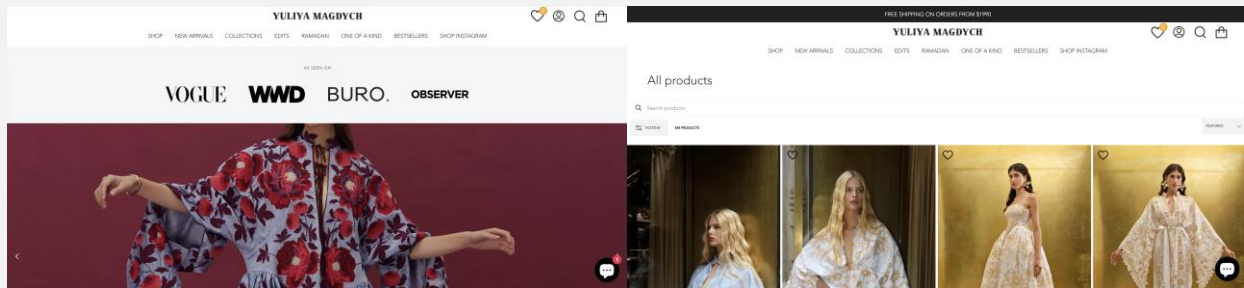 YULIYA MAGDYCH
SHOP NEW ARRIVALS COLLECTIONS EDITS RAMADAN ONE OF A KIND BESTSELLERS SHOP INSTAGRAM
AS SEEN ON
VOGUE WWD BURO. OBSERVER
FREE SHIPPING ON ORDERS FROM $1990
YULIYA MAGDYCH
SHOP NEW ARRIVALS COLLECTIONS EDITS RAMADAN ONE OF A KIND BESTSELLERS SHOP INSTAGRAM
All products
Search products
FILTER BY PRODUCTS FEATURED